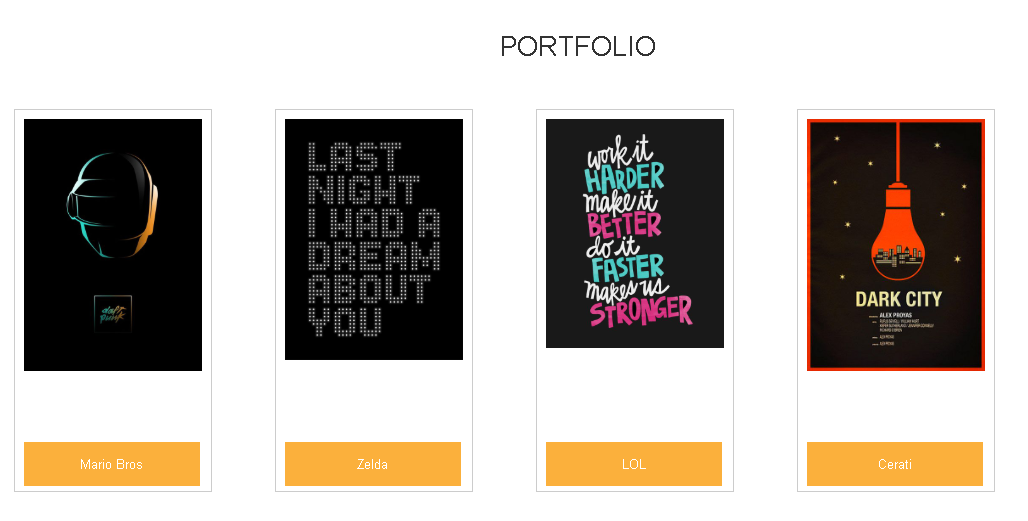 PORTFOLIO
daft
punk
LAST
NIGHT
I HAD A
DREAM
ABOUT
YOU
work it
HARDER
make it
BETTER
do it
FASTER
makes us
STRONGER
DARK CITY
ALEX PROYAS
Mario Bros
Zelda
LOL
Cerati